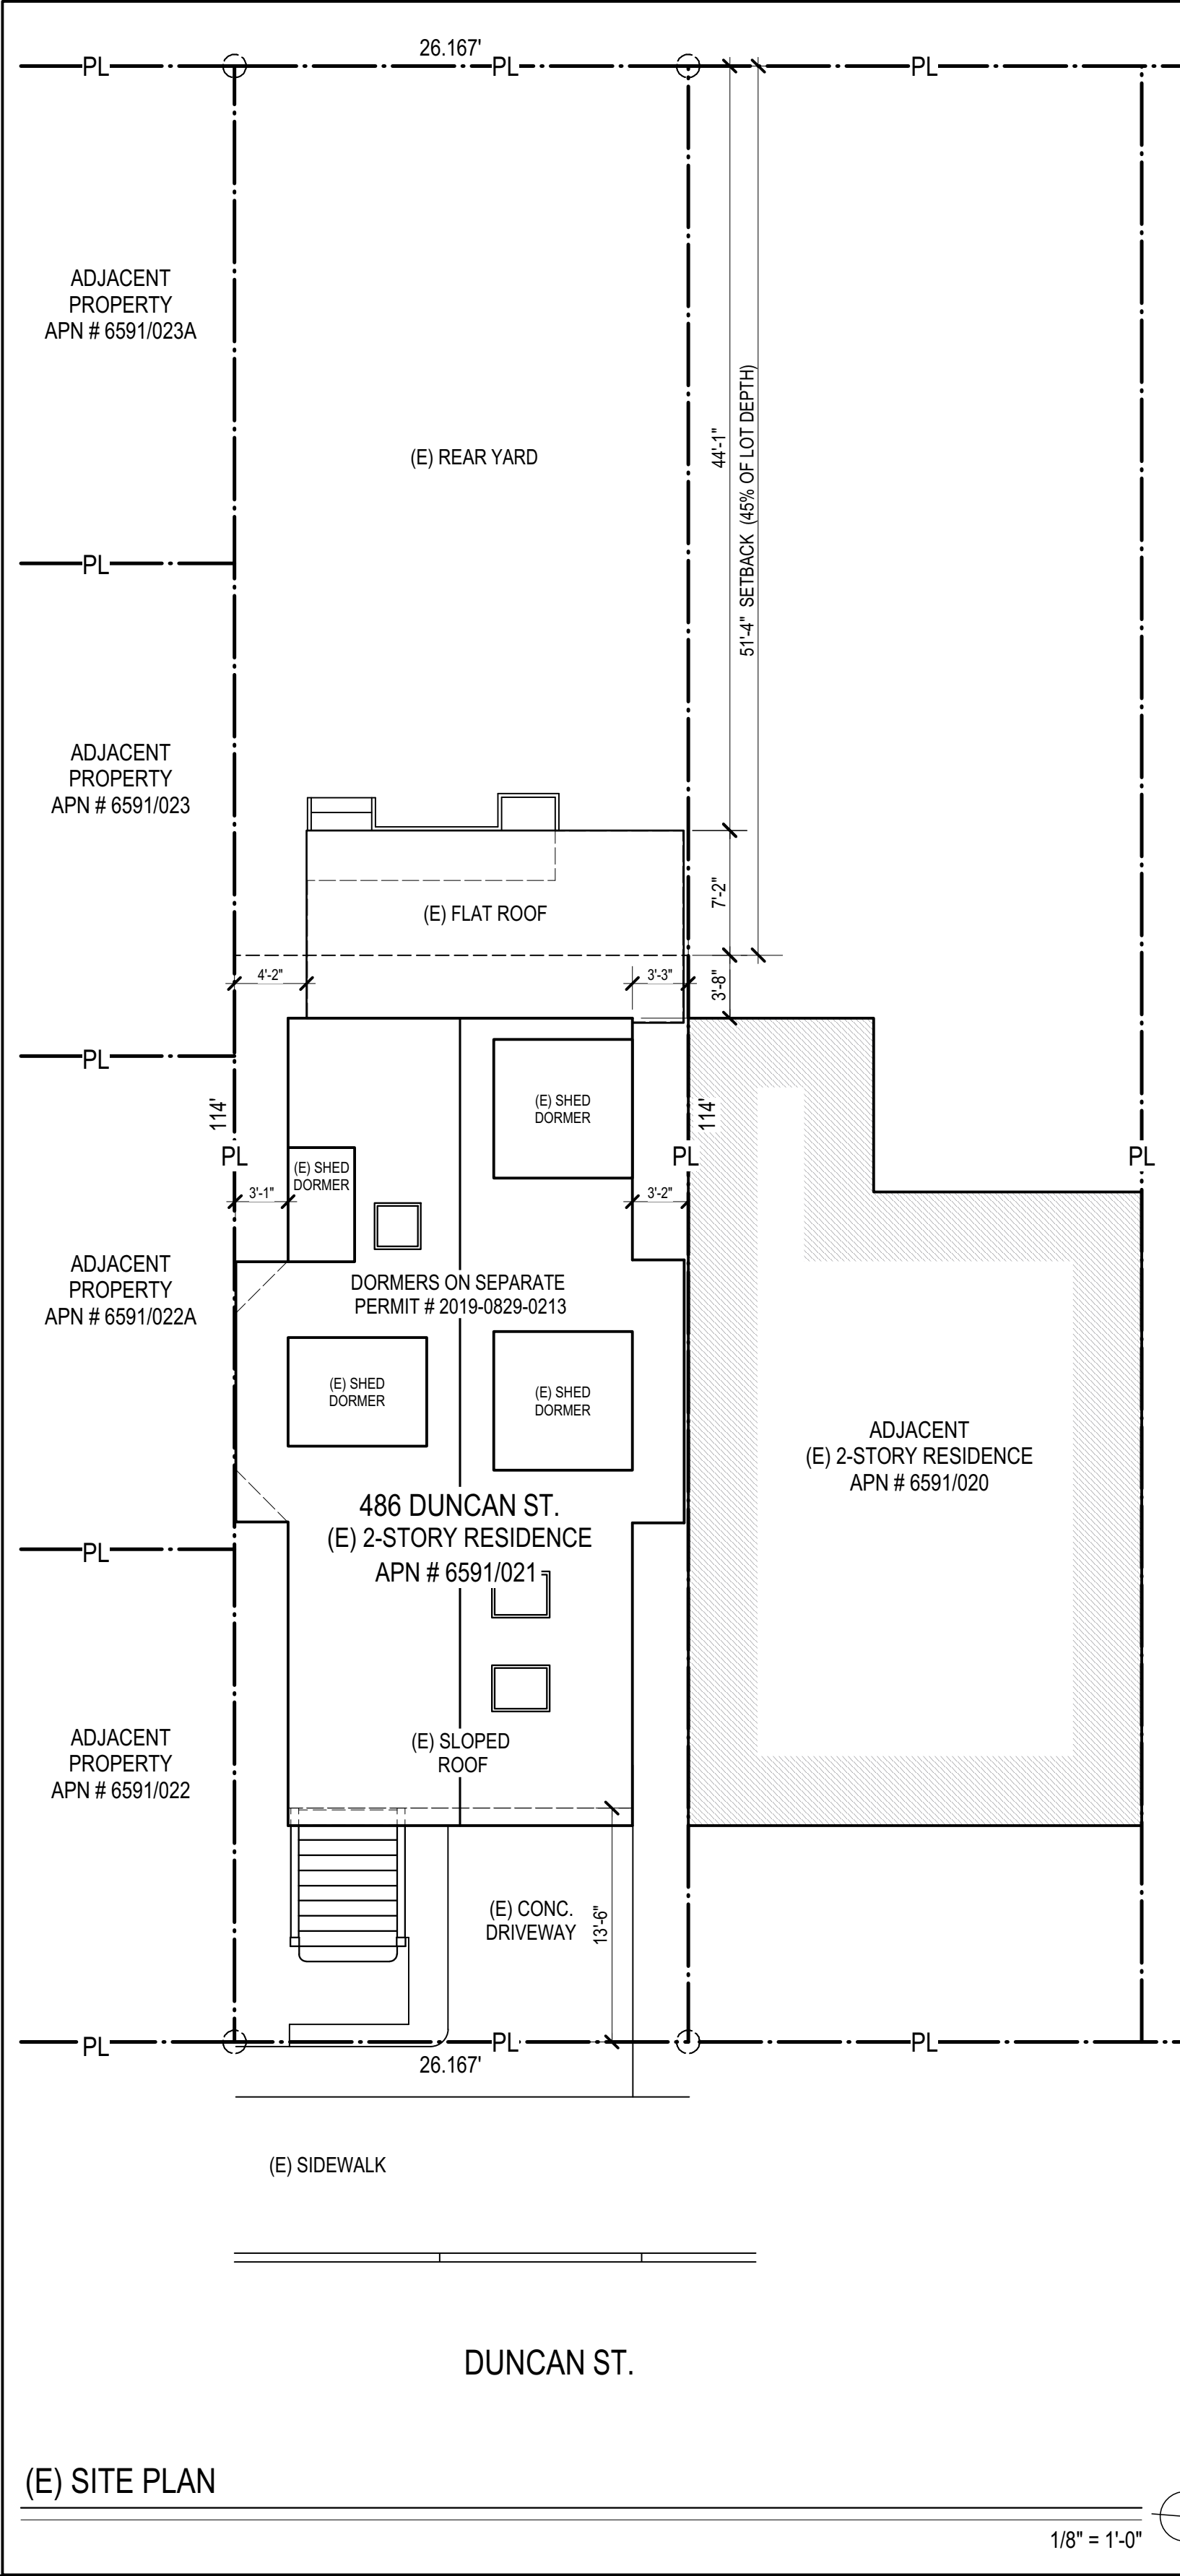 26.167'
PL
PL
PL
ADJACENT
PROPERTY
APN # 6591/023A
44'-1"
51'-4" SETBACK (45% OF LOT DEPTH)
(E) REAR YARD
PL
ADJACENT
PROPERTY
APN # 6591/023
7'-2"
(E) FLAT ROOF
4'-2"
3'-3"
3'-8"
PL
114'
114'
(E) SHED
DORMER
PL
PL
PL
(E) SHED
DORMER
3'-1"
3'-2"
ADJACENT
PROPERTY
APN # 6591/022A
DORMERS ON SEPARATE
PERMIT # 2019-0829-0213
(E) SHED
DORMER
(E) SHED
DORMER
ADJACENT
(E) 2-STORY RESIDENCE
APN # 6591/020
486 DUNCAN ST.
(E) 2-STORY RESIDENCE
APN # 6591/021
PL
ADJACENT
PROPERTY
APN # 6591/022
(E) SLOPED
ROOF
(E) CONC.
DRIVEWAY
13'-6"
PL
PL
PL
26.167'
(E) SIDEWALK
DUNCAN ST.
(E) SITE PLAN
1/8" = 1'-0"